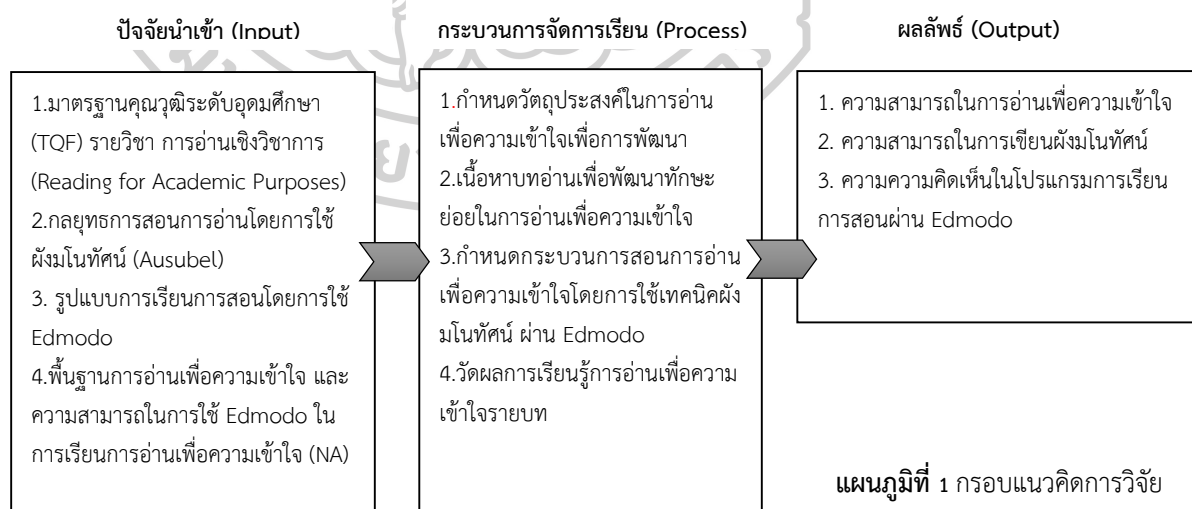 ปัจจัยนำเข้า (Input)
1.มาตรฐานคุณวุฒิระดับอุดมศึกษา
(TQF) รายวิชา การอ่านเชิงวิชาการ
(Reading for Academic Purposes)
2.กลยุทธการสอนการอ่านโดยการใช้
ผังมโนทัศน์ (Ausubel)
3. รูปแบบการเรียนการสอนโดยการใช้
Edmodo
4.พื้นฐานการอ่านเพื่อความเข้าใจ และ
ความสามารถในการใช้ Edmodo ใน
การเรียนการอ่านเพื่อความเข้าใจ (NA)
กระบวนการจัดการเรียน (Process)
1.กำหนดวัตถุประสงค์ในการอ่าน
เพื่อความเข้าใจเพื่อการพัฒนา
2.เนื้อหาบทอ่านเพื่อพัฒนาทักษะ
ย่อยในการอ่านเพื่อความเข้าใจ
3.กำหนดกระบวนการสอนการอ่าน
เพื่อความเข้าใจโดยการใช้เทคนิคผัง
มโนทัศน์ ผ่าน Edmodo
4.วัดผลการเรียนรู้การอ่านเพื่อความ
เข้าใจรายบท
ผลลัพธ์ (Output)
1. ความสามารถในการอ่านเพื่อความเข้าใจ
2. ความสามารถในการเขียนผังมโนทัศน์
3. ความความคิดเห็นในโปรแกรมการเรียน
การสอนผ่าน Edmodo
แผนภูมิที่ 1 กรอบแนวคิดการวิจัย